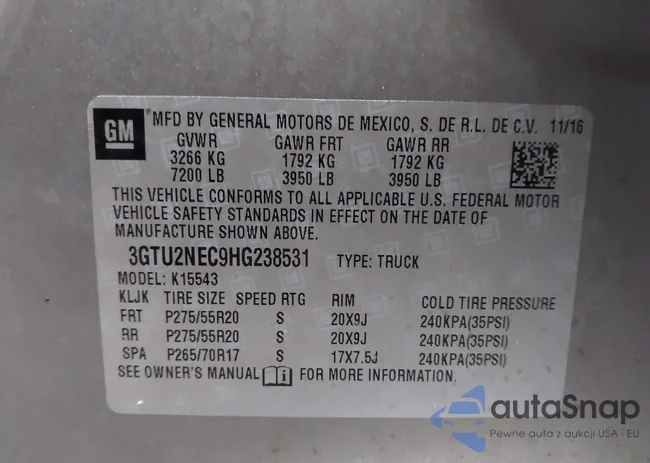 GM
MFD BY GENERAL MOTORS DE MEXICO, S. DE R.L. DE C.V. 11/16
GVWR GAWR FRT GAWR RR
3266 KG 1792 KG 1792 KG
7200 LB 3950 LB 3950 LB
THIS VEHICLE CONFORMS TO ALL APPLICABLE U.S. FEDERAL MOTOR
VEHICLE SAFETY STANDARDS IN EFFECT ON THE DATE OF
MANUFACTURE SHOWN ABOVE.
3GTU2NEC9HG238531 TYPE: TRUCK
MODEL: K15543
KLJK TIRE SIZE SPEED RTG RIM COLD TIRE PRESSURE
FRT P275/55R20 S 20X9J 240KPA(35PSI)
RR P275/55R20 S 20X9J 240KPA(35PSI)
SPA P265/70R17 S 17X7.5J 240KPA(35PSI)
SEE OWNER'S MANUAL i FOR MORE INFORMATION.
autaSnap
Pewne auta z aukcji USA i EU